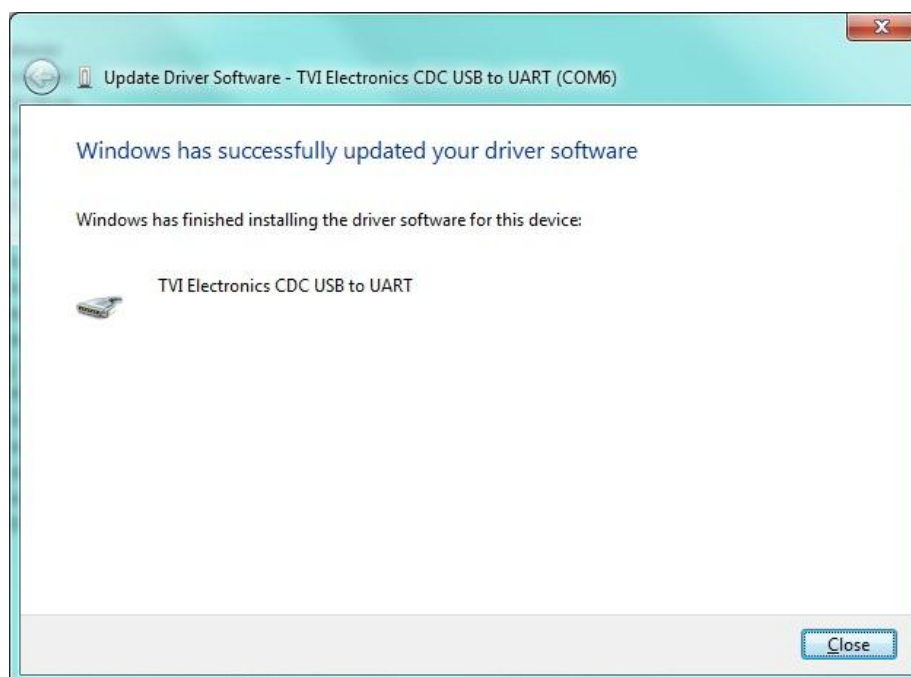 Update Driver Software - TVI Electronics CDC USB to UART (COM6)
Windows has successfully updated your driver software
Windows has finished installing the driver software for this device:
TVI Electronics CDC USB to UART
Close